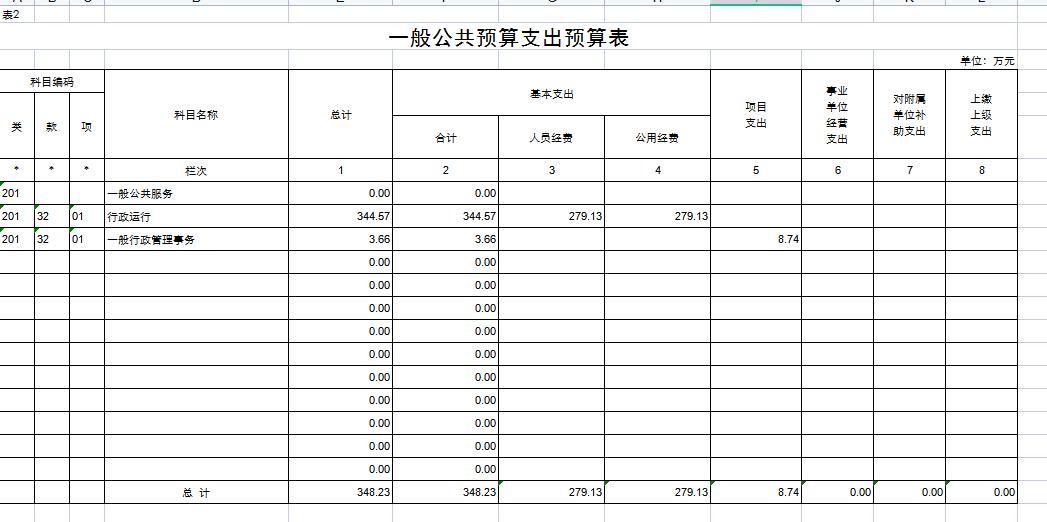 表2
一般公共预算支出预算表
单位：万元
科目编码 科目名称 总计 基本支出 项目支出 事业单位经营支出 对附属单位补助支出 上缴上级支出
类 款 项 合计 人员经费 公用经费
* * * 栏次 1 2 3 4 5 6 7 8
201 一般公共服务 0.00 0.00
201 32 01 行政运行 344.57 344.57 279.13 279.13
201 32 01 一般行政管理事务 3.66 3.66 8.74
0.00 0.00
0.00 0.00
0.00 0.00
0.00 0.00
0.00 0.00
0.00 0.00
0.00 0.00
0.00 0.00
0.00 0.00
0.00 0.00
总 计 348.23 348.23 279.13 279.13 8.74 0.00 0.00 0.00